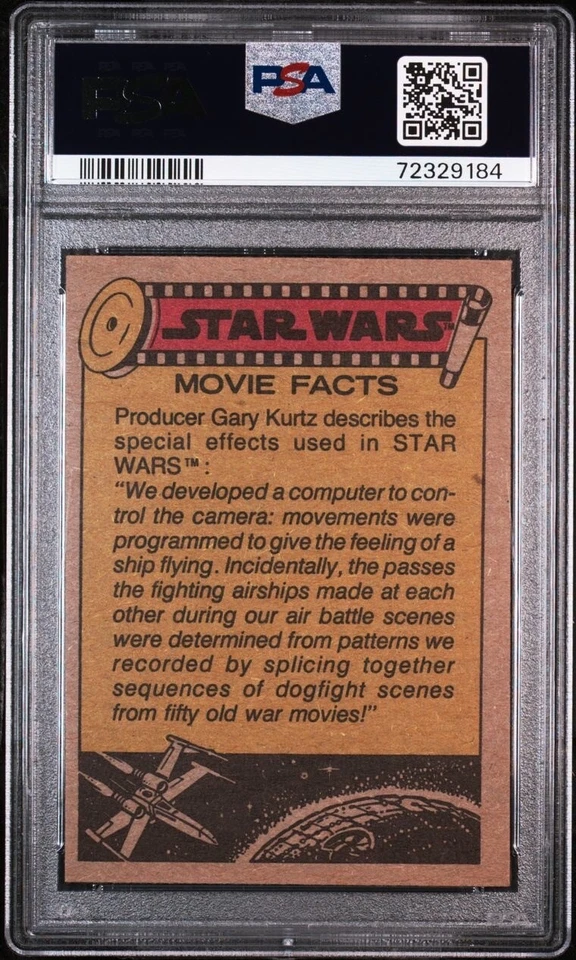 PSA
PSA
72329184
STAR WARS™
MOVIE FACTS
Producer Gary Kurtz describes the
special effects used in STAR
WARS™:
“We developed a computer to con-
trol the camera: movements were
programmed to give the feeling of a
ship flying. Incidentally, the passes
the fighting airships made at each
other during our air battle scenes
were determined from patterns we
recorded by splicing together
sequences of dogfight scenes
from fifty old war movies!”
PSA